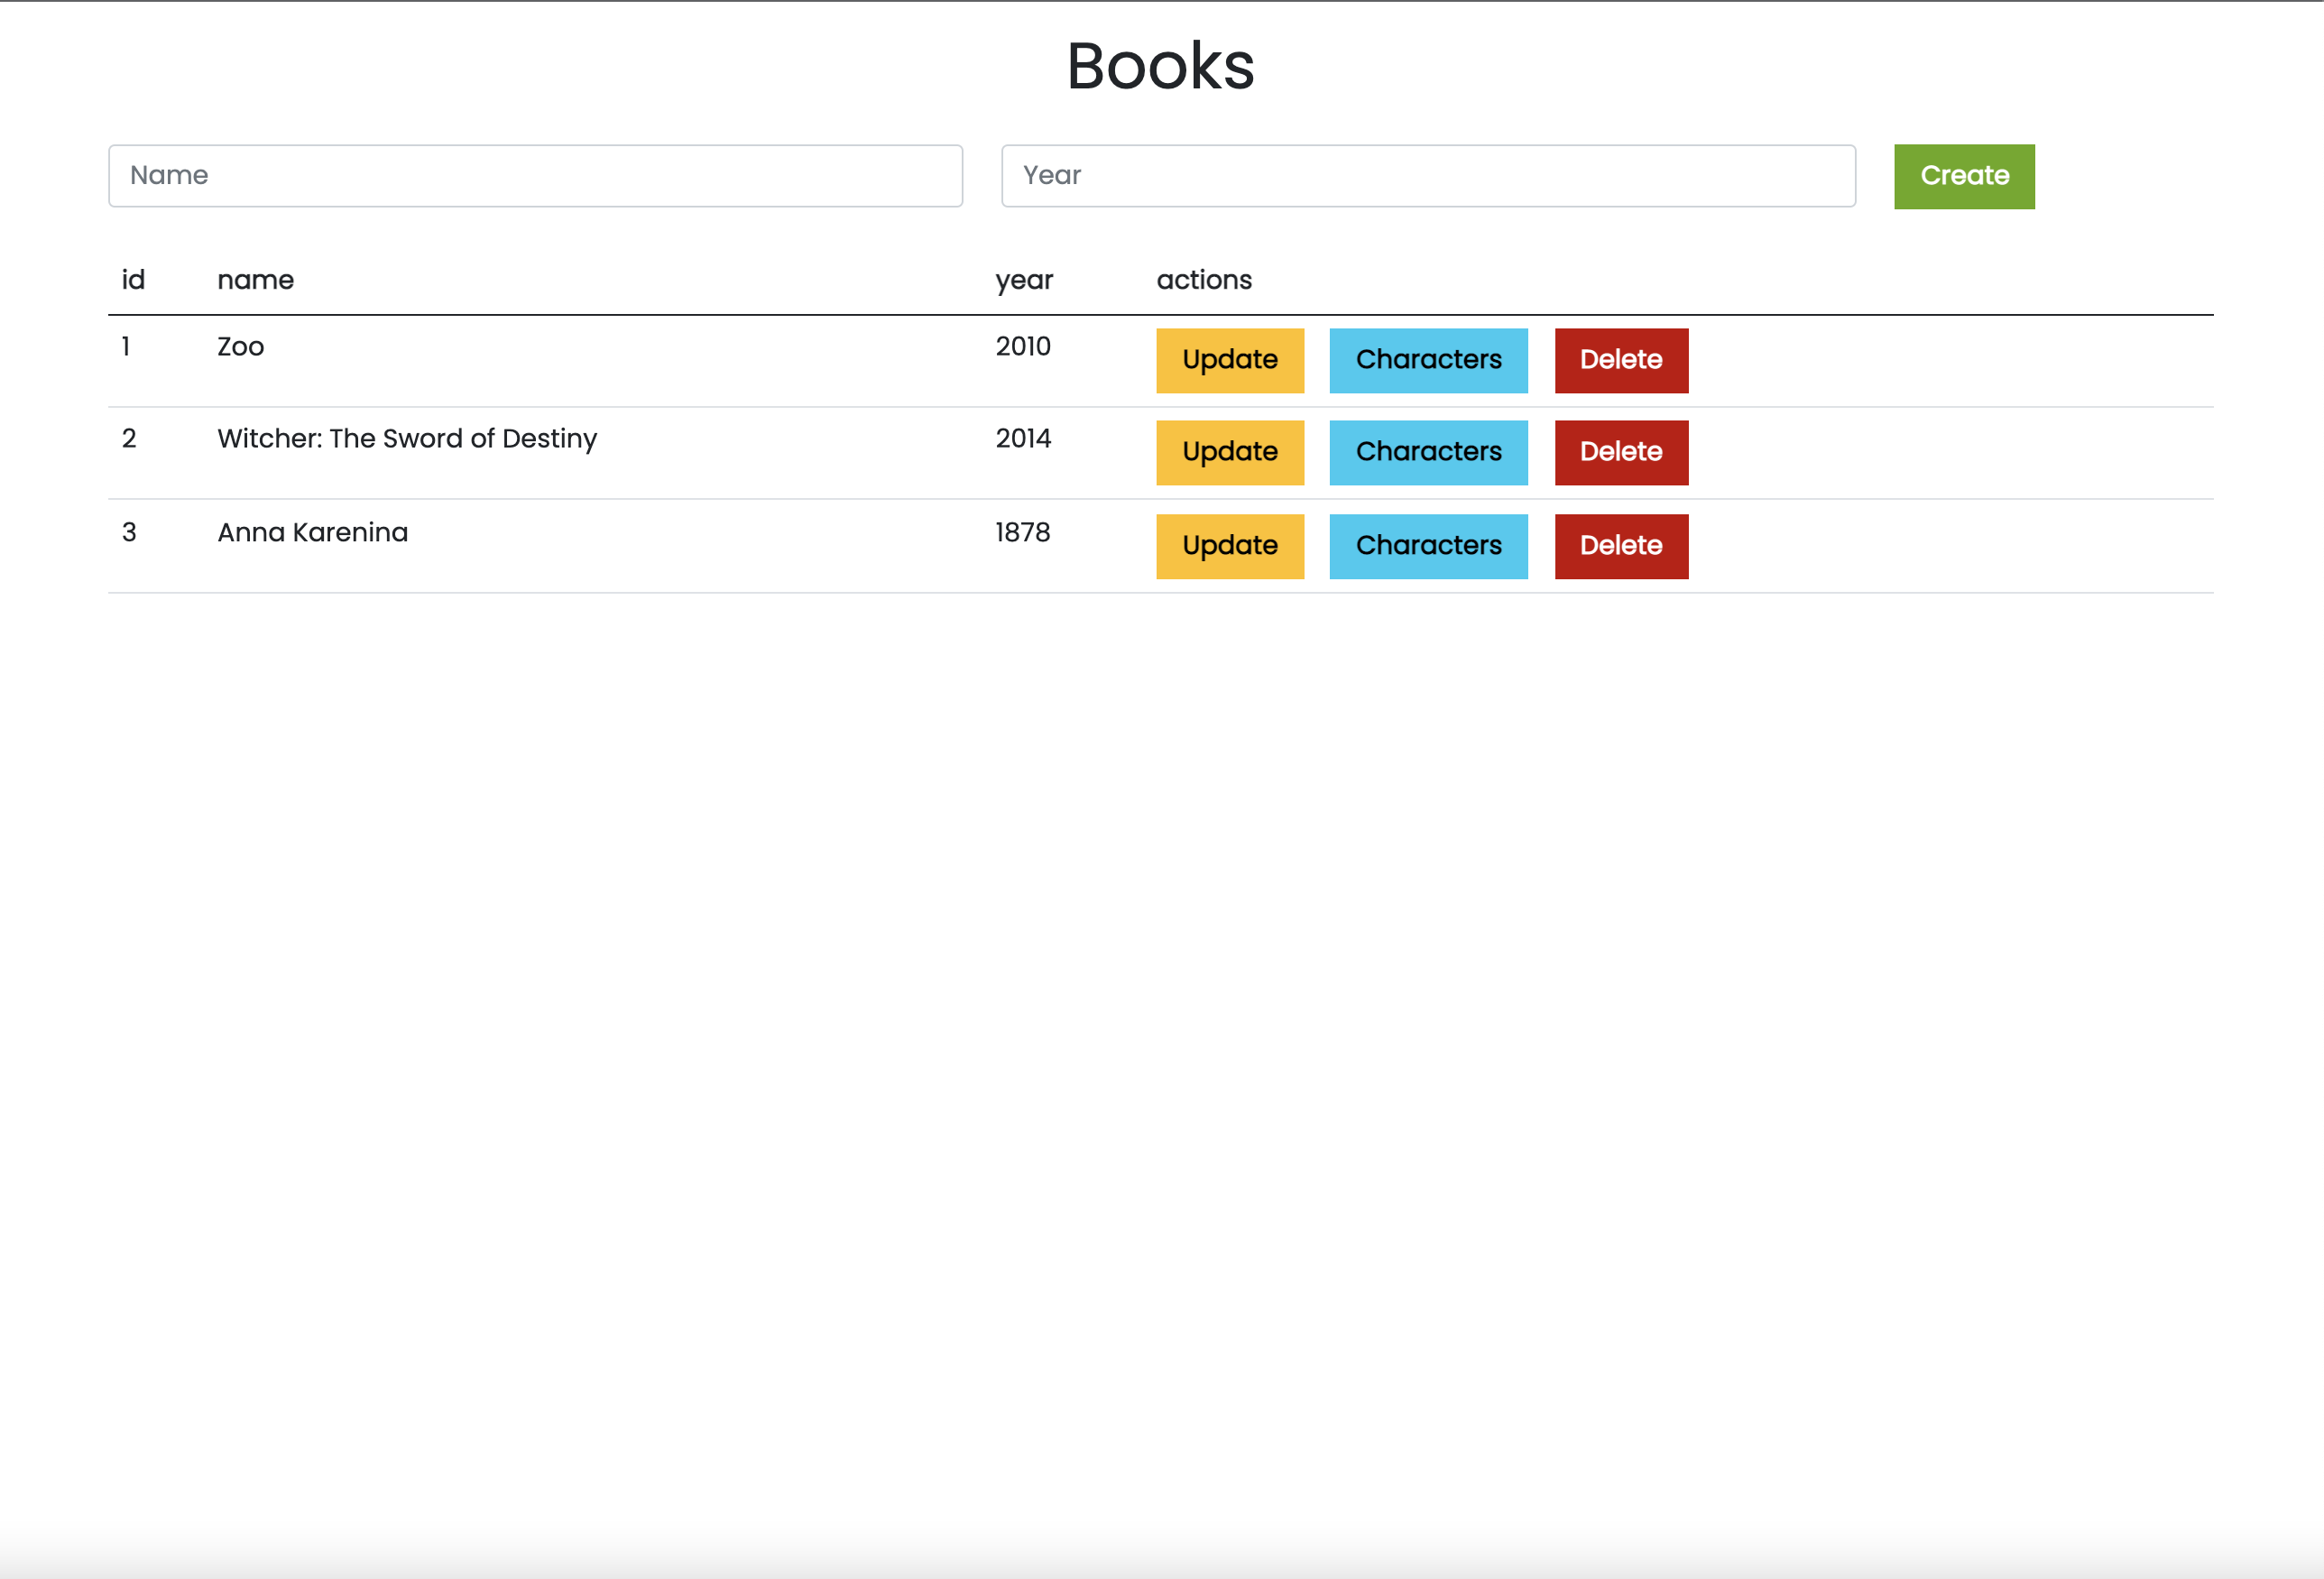 Books
Name Year Create
id name year actions
1 Zoo 2010 Update Characters Delete
2 Witcher: The Sword of Destiny 2014 Update Characters Delete
3 Anna Karenina 1878 Update Characters Delete